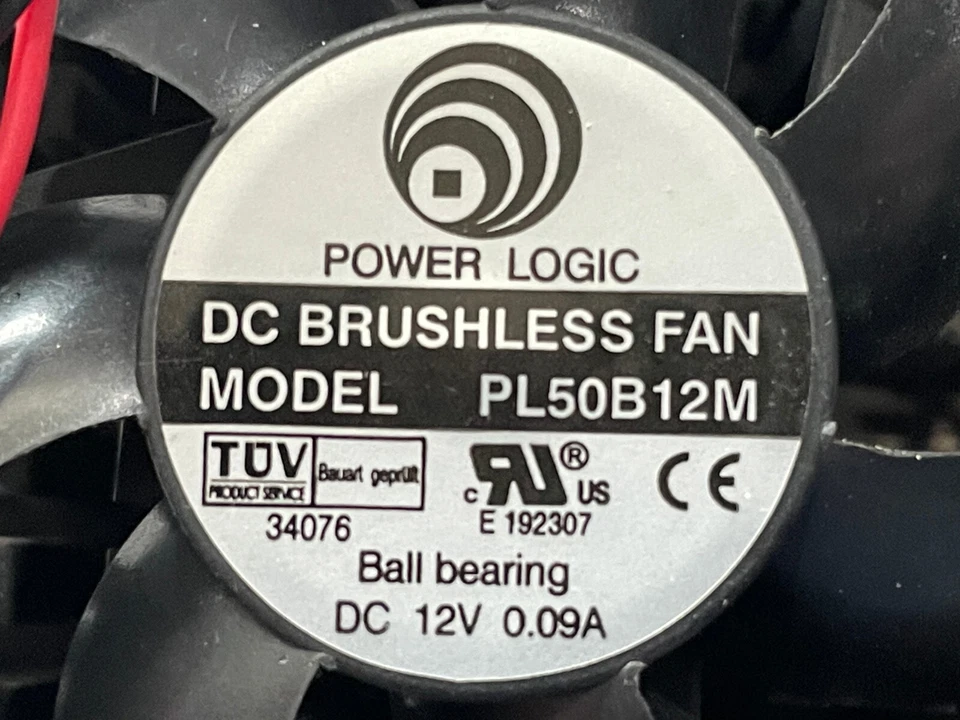 POWER LOGIC
DC BRUSHLESS FAN
MODEL PL50B12M
TÜV Bauart geprüft
PRODUCT SERVICE
34076
c RU ® US
E 192307
CE
Ball bearing
DC 12V 0.09A